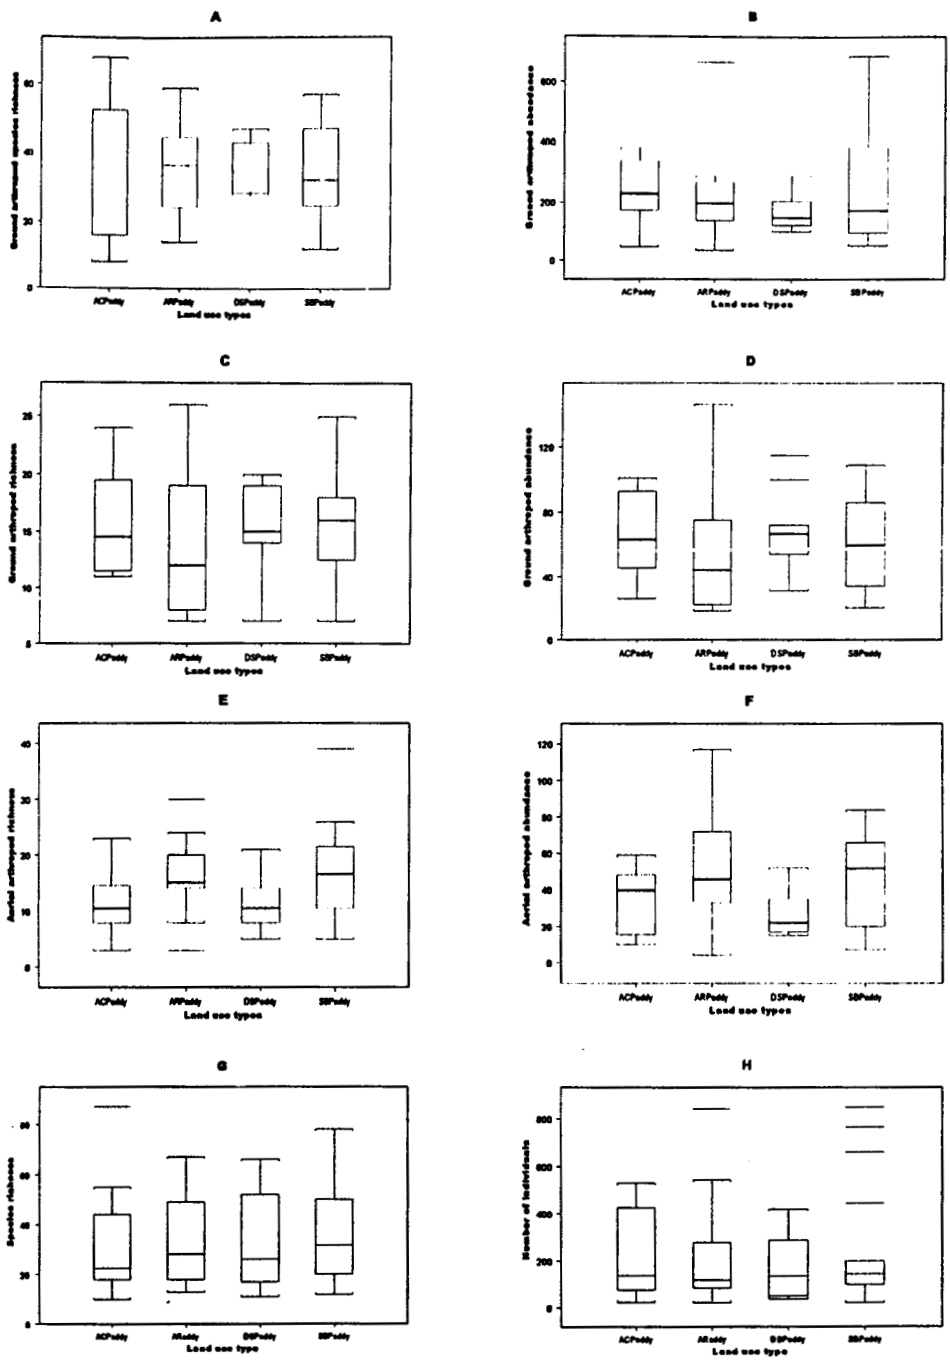 A
Ground arthropod species richness
60
40
20
0
ACPaddy ARPaddy DSPaddy SBPaddy
Land use types
B
Ground arthropod abundance
600
400
200
0
ACPaddy ARPaddy DSPaddy SBPaddy
Land use types
C
Ground arthropod richness
25
20
15
10
5
ACPaddy ARPaddy DSPaddy SBPaddy
Land use types
D
Ground arthropod abundance
120
80
40
0
ACPaddy ARPaddy DSPaddy SBPaddy
Land use types
E
Aerial arthropod richness
40
30
20
10
0
ACPaddy ARPaddy DSPaddy SBPaddy
Land use types
F
Aerial arthropod abundance
120
100
80
60
40
20
0
ACPaddy ARPaddy DSPaddy SBPaddy
Land use types
G
Species richness
80
60
40
20
0
ACPaddy ARaddy DSPaddy SBPaddy
Land use type
H
Number of individuals
800
600
400
200
0
ACPaddy ARaddy DSPaddy SBPaddy
Land use type